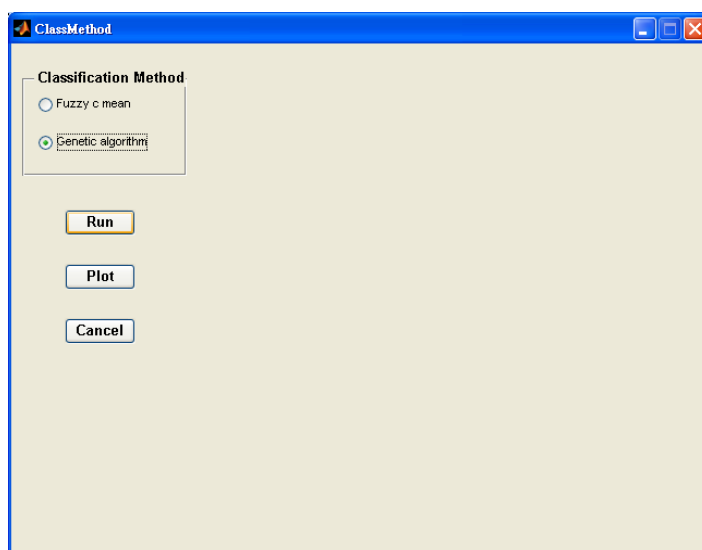 ClassMethod
Classification Method
Fuzzy c mean
Genetic algorithm
Run
Plot
Cancel